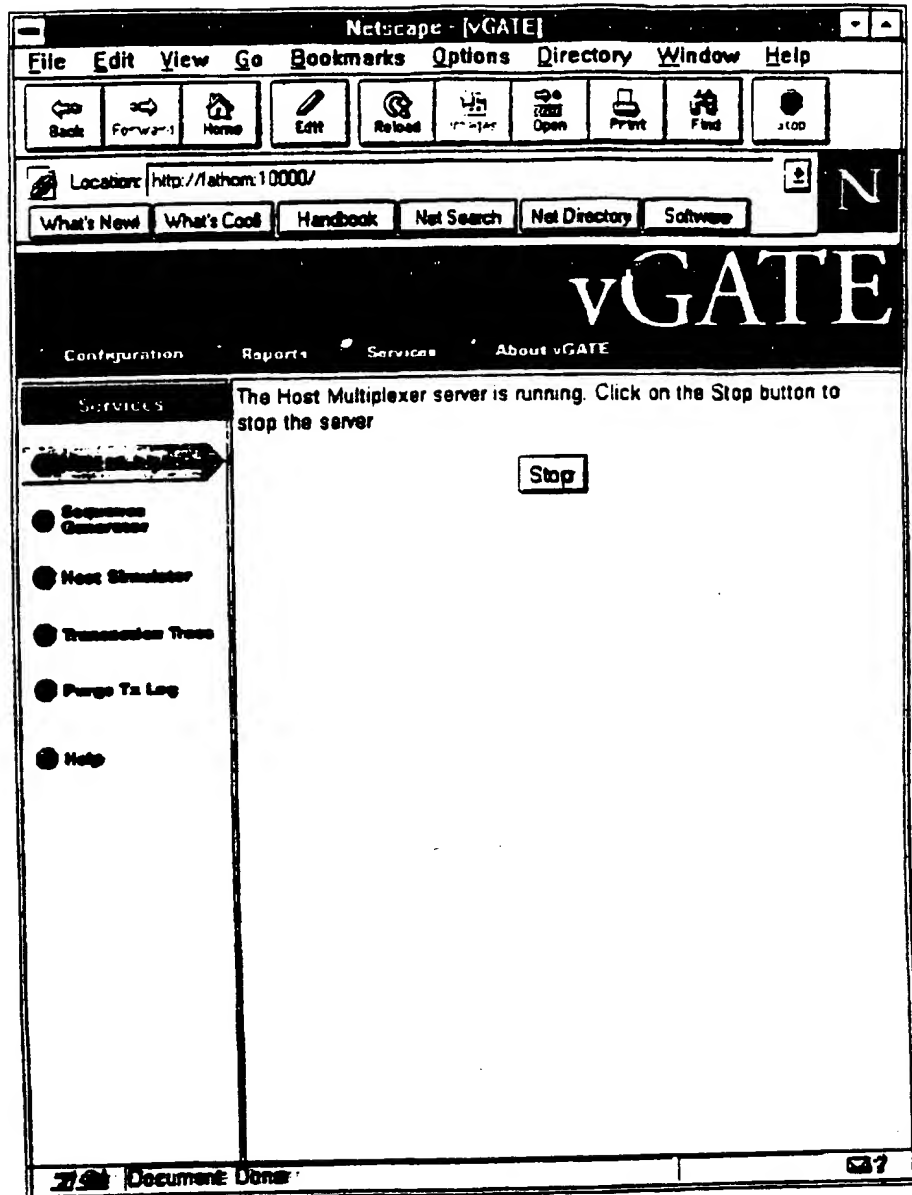 Netscape - [vGATE]
File Edit View Go Bookmarks Options Directory Window Help
Back Forward Home Edit Reload Images Open Print Find Stop
Location: http://fathom:10000/
What's New! What's Cool! Handbook Net Search Net Directory Software
N
vGATE
Configuration Reports Services About vGATE
Services
The Host Multiplexer server is running. Click on the Stop button to
stop the server
Stop
Sequence
Generator
Host Simulator
Transaction Trace
Purge Tx Log
Help
Document: Done
?